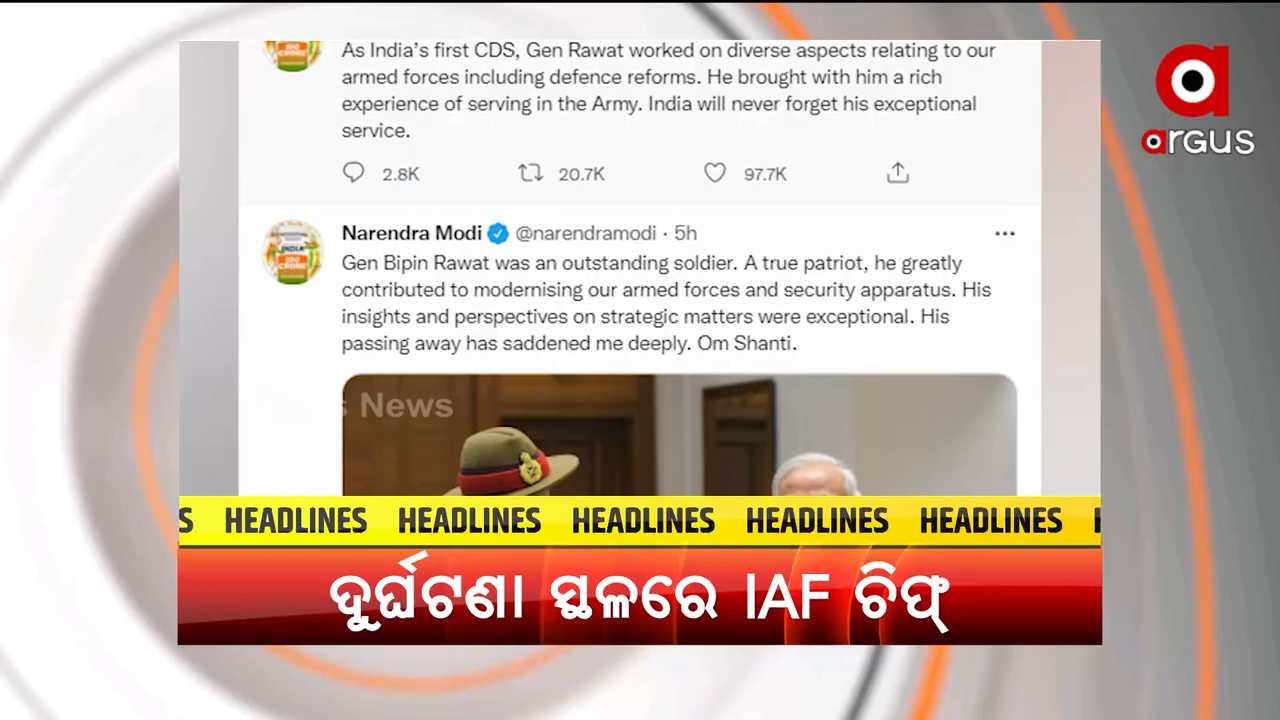 As India's first CDS, Gen Rawat worked on diverse aspects relating to our
armed forces including defence reforms. He brought with him a rich
experience of serving in the Army. India will never forget his exceptional
service.
2.8K 20.7K 97.7K
Narendra Modi @narendramodi · 5h
Gen Bipin Rawat was an outstanding soldier. A true patriot, he greatly
contributed to modernising our armed forces and security apparatus. His
insights and perspectives on strategic matters were exceptional. His
passing away has saddened me deeply. Om Shanti.
News
HEADLINES HEADLINES HEADLINES HEADLINES HEADLINES
ଦୁର୍ଘଟଣା ସ୍ଥଳରେ IAF ଚିଫ୍
a
argus